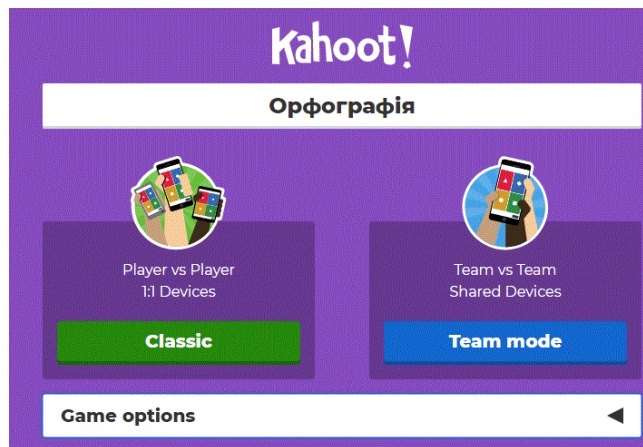 Kahoot!
Орфографія
Player vs Player
1:1 Devices
Classic
Team vs Team
Shared Devices
Team mode
Game options